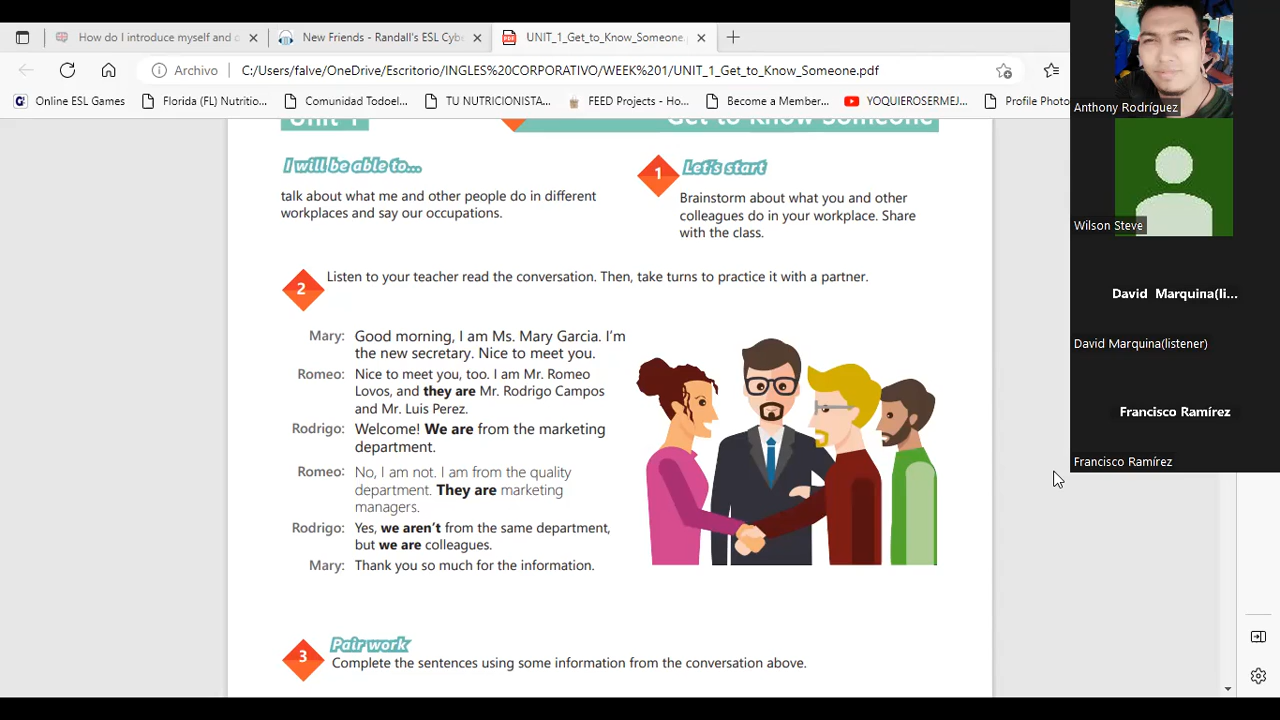 How do I introduce myself and o
New Friends - Randall's ESL Cybe
UNIT_1_Get_to_Know_Someone.
Archivo
C:/Users/falve/OneDrive/Escritorio/INGLES%20CORPORATIVO/WEEK%201/UNIT_1_Get_to_Know_Someone.pdf
Online ESL Games
Florida (FL) Nutritio...
Comunidad Todoel...
TU NUTRICIONISTA...
FEED Projects - Ho...
Become a Member...
YOQUIEROSERMEJ...
Profile Photo
Unit 1
Get to Know Someone
I will be able to...
talk about what me and other people do in different
workplaces and say our occupations.
1
Let's start
Brainstorm about what you and other
colleagues do in your workplace. Share
with the class.
2
Listen to your teacher read the conversation. Then, take turns to practice it with a partner.
Mary: Good morning, I am Ms. Mary Garcia. I'm
the new secretary. Nice to meet you.
Romeo: Nice to meet you, too. I am Mr. Romeo
Lovos, and they are Mr. Rodrigo Campos
and Mr. Luis Perez.
Rodrigo: Welcome! We are from the marketing
department.
Romeo: No, I am not. I am from the quality
department. They are marketing
managers.
Rodrigo: Yes, we aren't from the same department,
but we are colleagues.
Mary: Thank you so much for the information.
3
Pair work
Complete the sentences using some information from the conversation above.
Anthony Rodríguez
Wilson Steve
David Marquina(li...
David Marquina(listener)
Francisco Ramírez
Francisco Ramírez